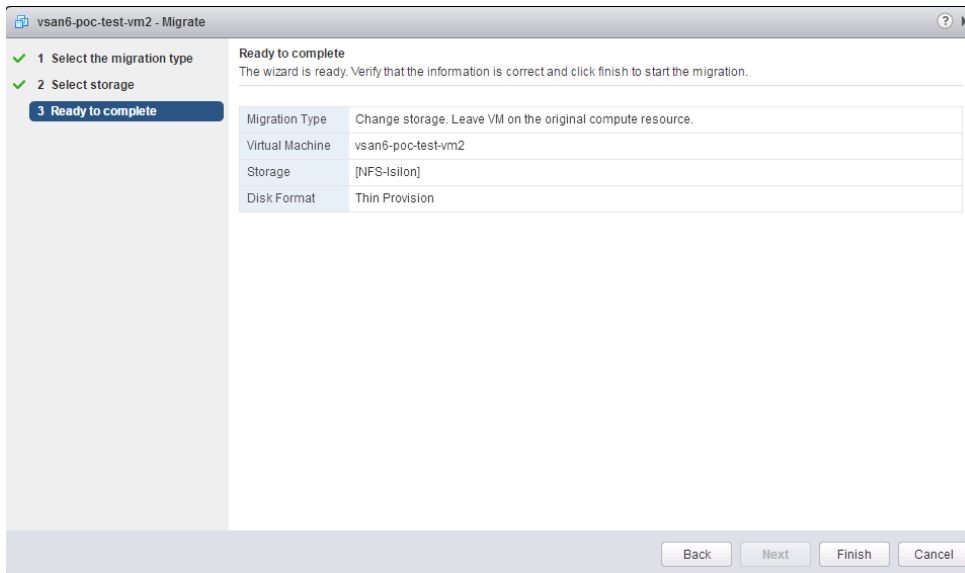 vsan6-poc-test-vm2 - Migrate
?
1 Select the migration type
2 Select storage
3 Ready to complete
Ready to complete
The wizard is ready. Verify that the information is correct and click finish to start the migration.
Migration Type Change storage. Leave VM on the original compute resource.
Virtual Machine vsan6-poc-test-vm2
Storage [NFS-Isilon]
Disk Format Thin Provision
Back Next Finish Cancel